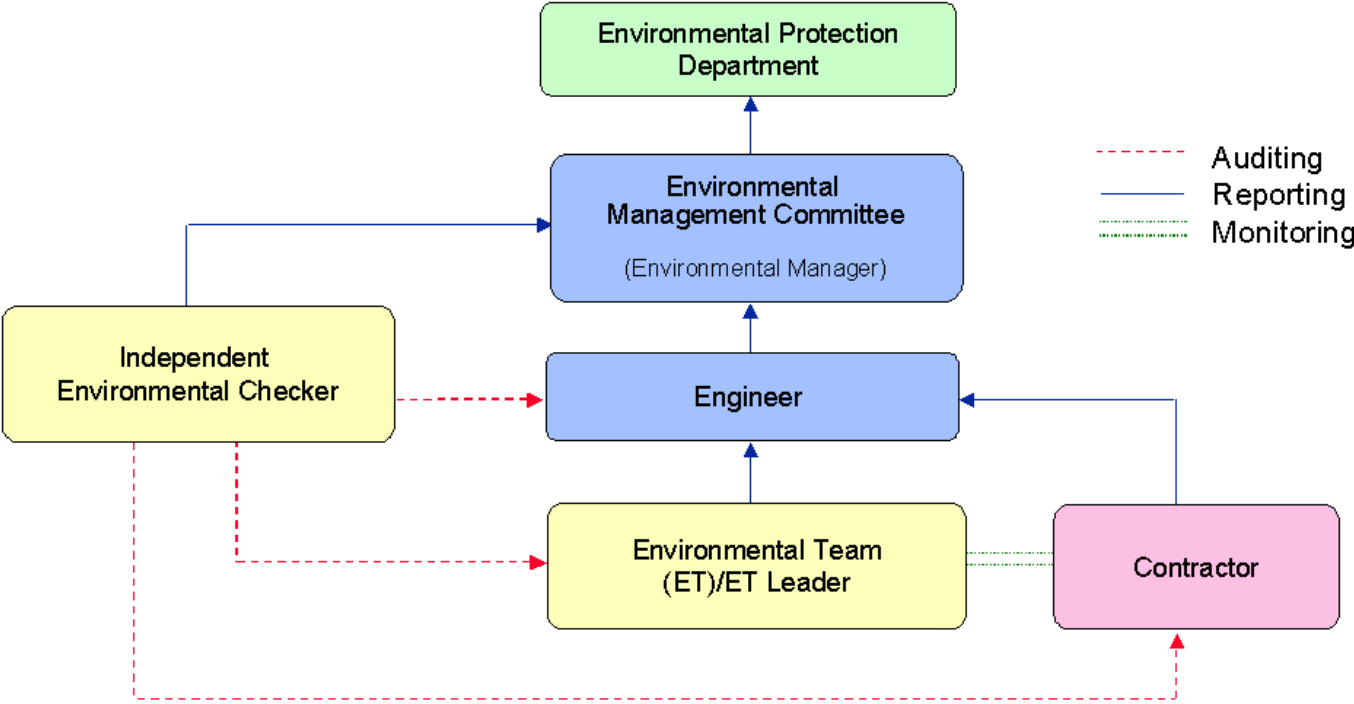 Environmental Protection
Department
Environmental
Management Committee
(Environmental Manager)
Auditing
Reporting
Monitoring
Independent
Environmental Checker
Engineer
Environmental Team
(ET)/ET Leader
Contractor